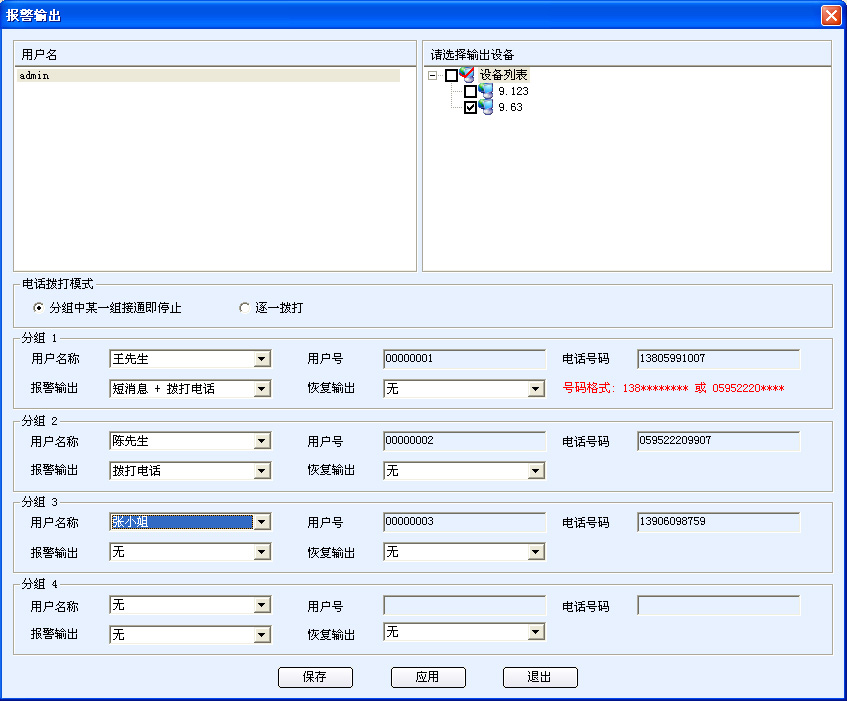 报警输出
用户名
admin
请选择输出设备
设备列表
9.123
9.63
电话拨打模式
分组中某一组接通即停止 逐一拨打
分组 1
用户名称 王先生 用户号 00000001 电话号码 13805991007
报警输出 短消息 + 拨打电话 恢复输出 无 号码格式: 138******** 或 05952220****
分组 2
用户名称 陈先生 用户号 00000002 电话号码 059522209907
报警输出 拨打电话 恢复输出 无
分组 3
用户名称 张小姐 用户号 00000003 电话号码 13906098759
报警输出 无 恢复输出 无
分组 4
用户名称 无 用户号 电话号码
报警输出 无 恢复输出 无
保存 应用 退出